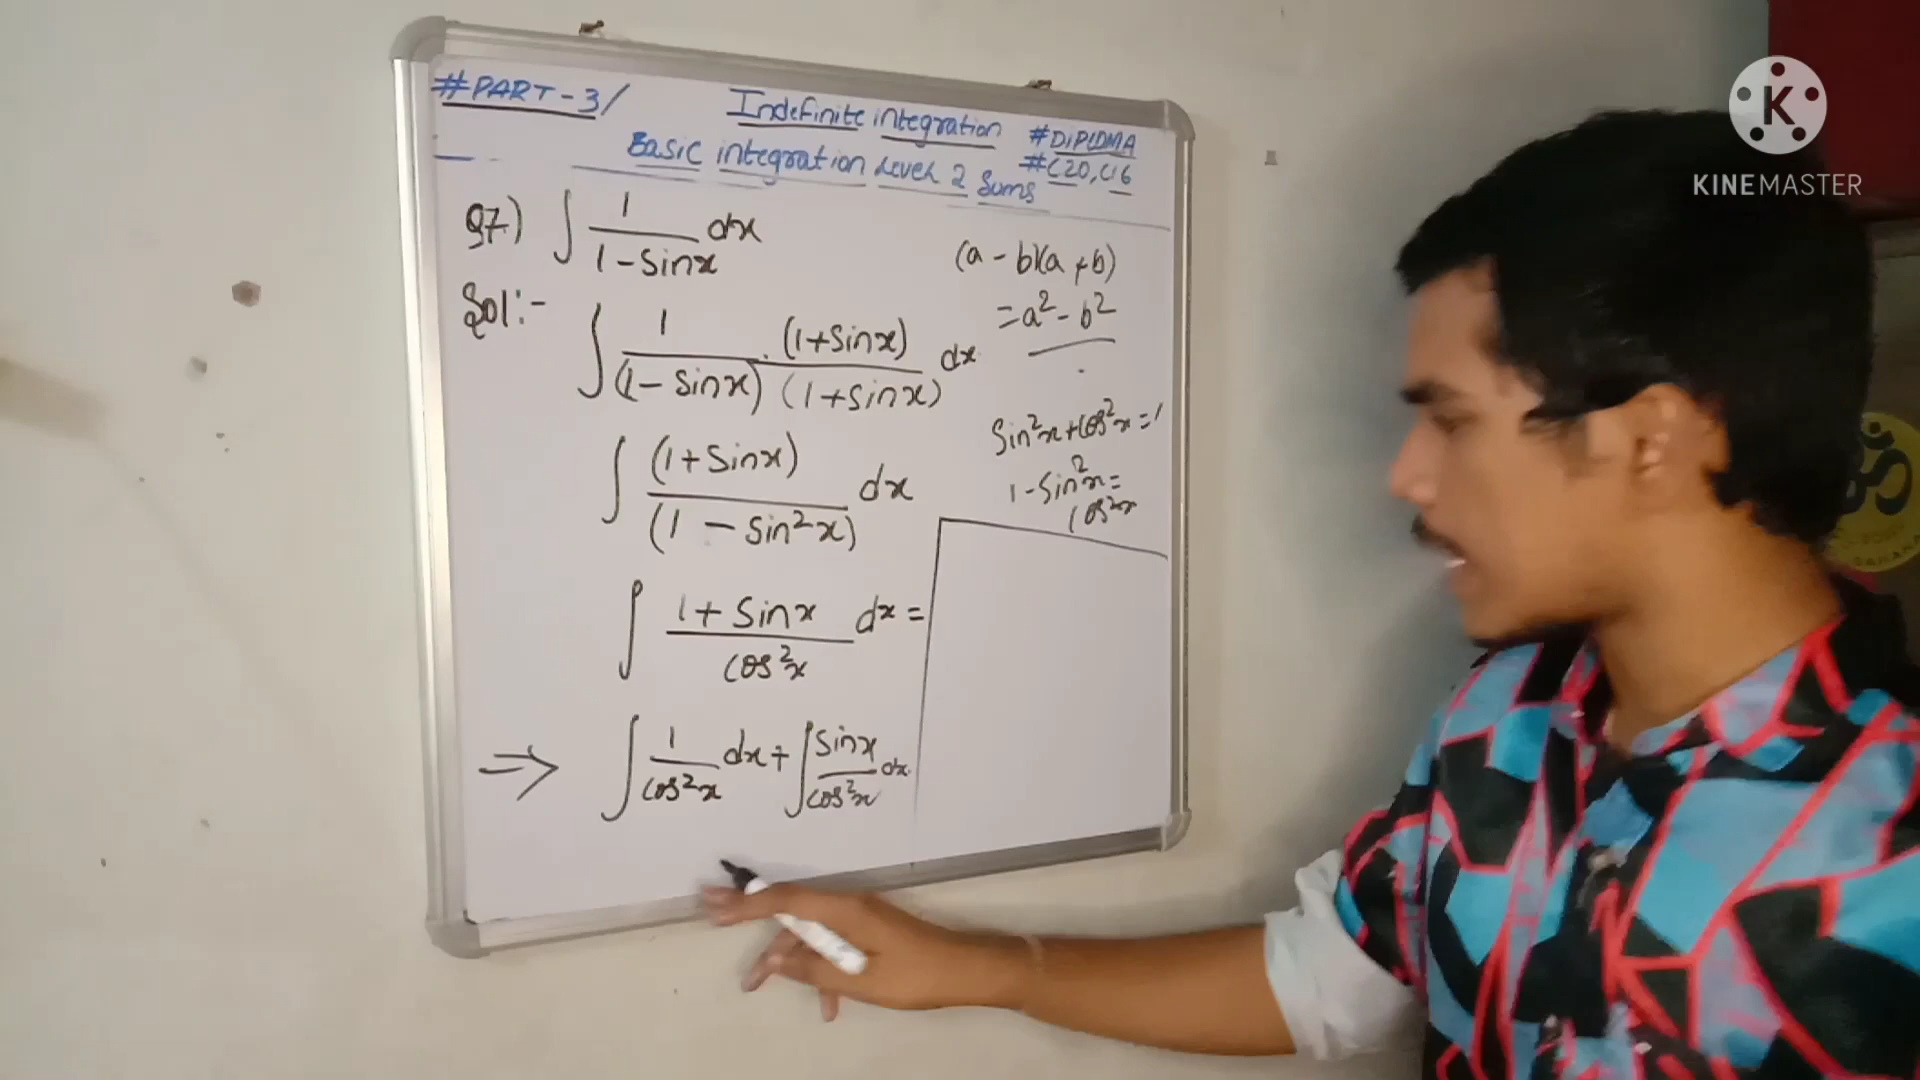 #PART-3/
Indefinite integration
#DIPLOMA
Basic integration Level 2 Sums
#C20, C16
Q7) ∫ 1/(1-Sinx) dx
(a - b)(a + b)
= a² - b²
Sol:-
∫ 1/(1-Sinx) . (1+Sinx)/(1+Sinx) dx
Sin²x+Cos²x=1
1-Sin²x=
Cos²x
∫ (1+Sinx)/(1 - Sin²x) dx
∫ 1+Sinx/Cos²x dx =
⇒ ∫ 1/Cos²x dx + ∫ Sinx/Cos²x dx
K
KINEMASTER
ॐ